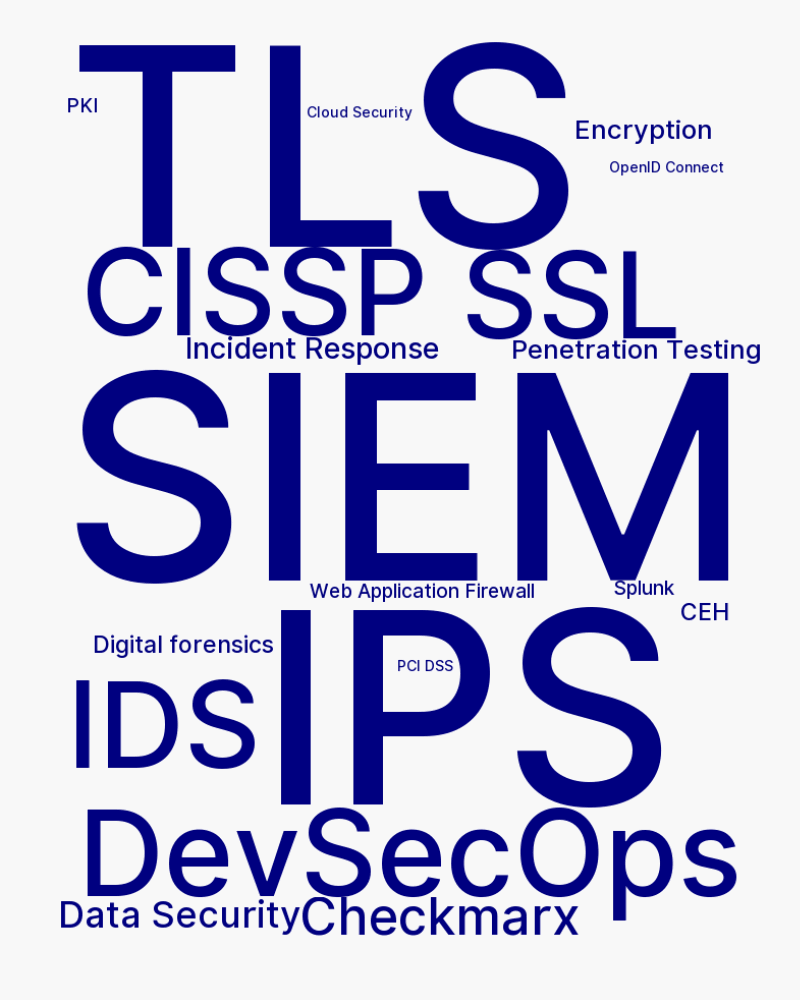 TLS
PKI
Cloud Security
Encryption
OpenID Connect
CISSP
SSL
Incident Response
Penetration Testing
SIEM
Web Application Firewall
Splunk
CEH
Digital forensics
IPS
PCI DSS
IDS
DevSecOps
Data Security
Checkmarx